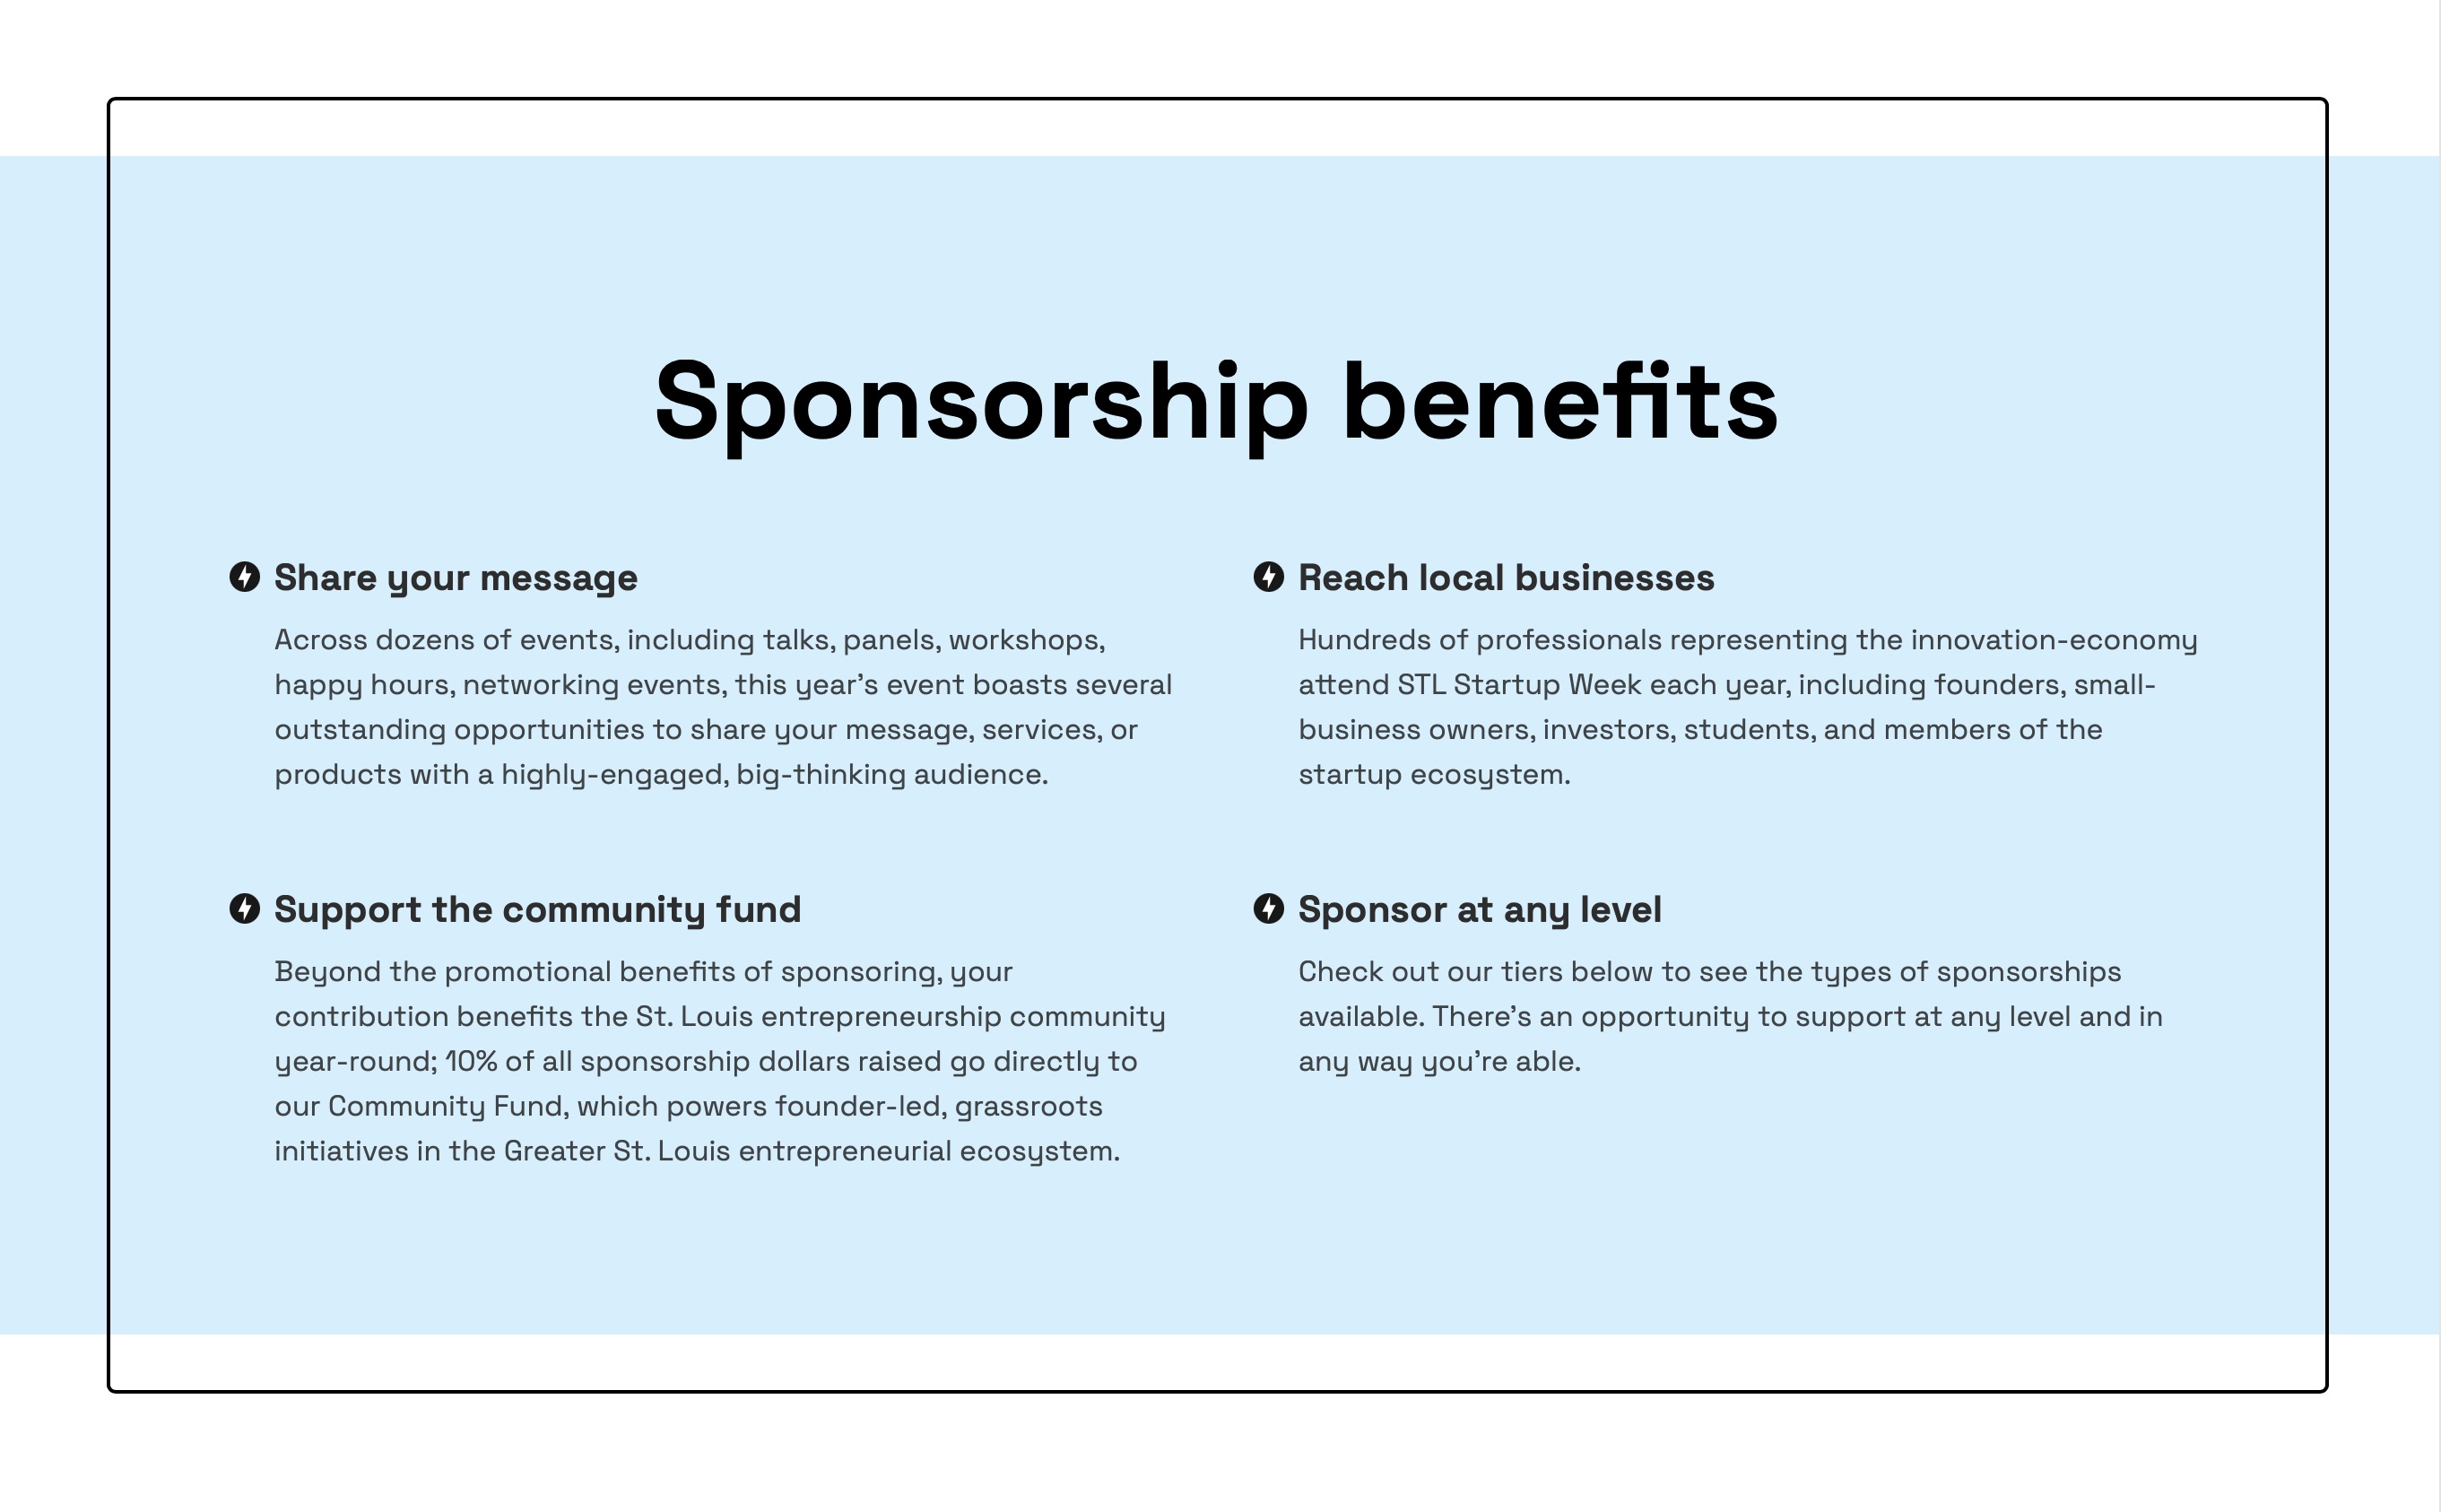 Sponsorship benefits
Share your message
Across dozens of events, including talks, panels, workshops,
happy hours, networking events, this year’s event boasts several
outstanding opportunities to share your message, services, or
products with a highly-engaged, big-thinking audience.
Reach local businesses
Hundreds of professionals representing the innovation-economy
attend STL Startup Week each year, including founders, small-
business owners, investors, students, and members of the
startup ecosystem.
Support the community fund
Beyond the promotional benefits of sponsoring, your
contribution benefits the St. Louis entrepreneurship community
year-round; 10% of all sponsorship dollars raised go directly to
our Community Fund, which powers founder-led, grassroots
initiatives in the Greater St. Louis entrepreneurial ecosystem.
Sponsor at any level
Check out our tiers below to see the types of sponsorships
available. There’s an opportunity to support at any level and in
any way you’re able.